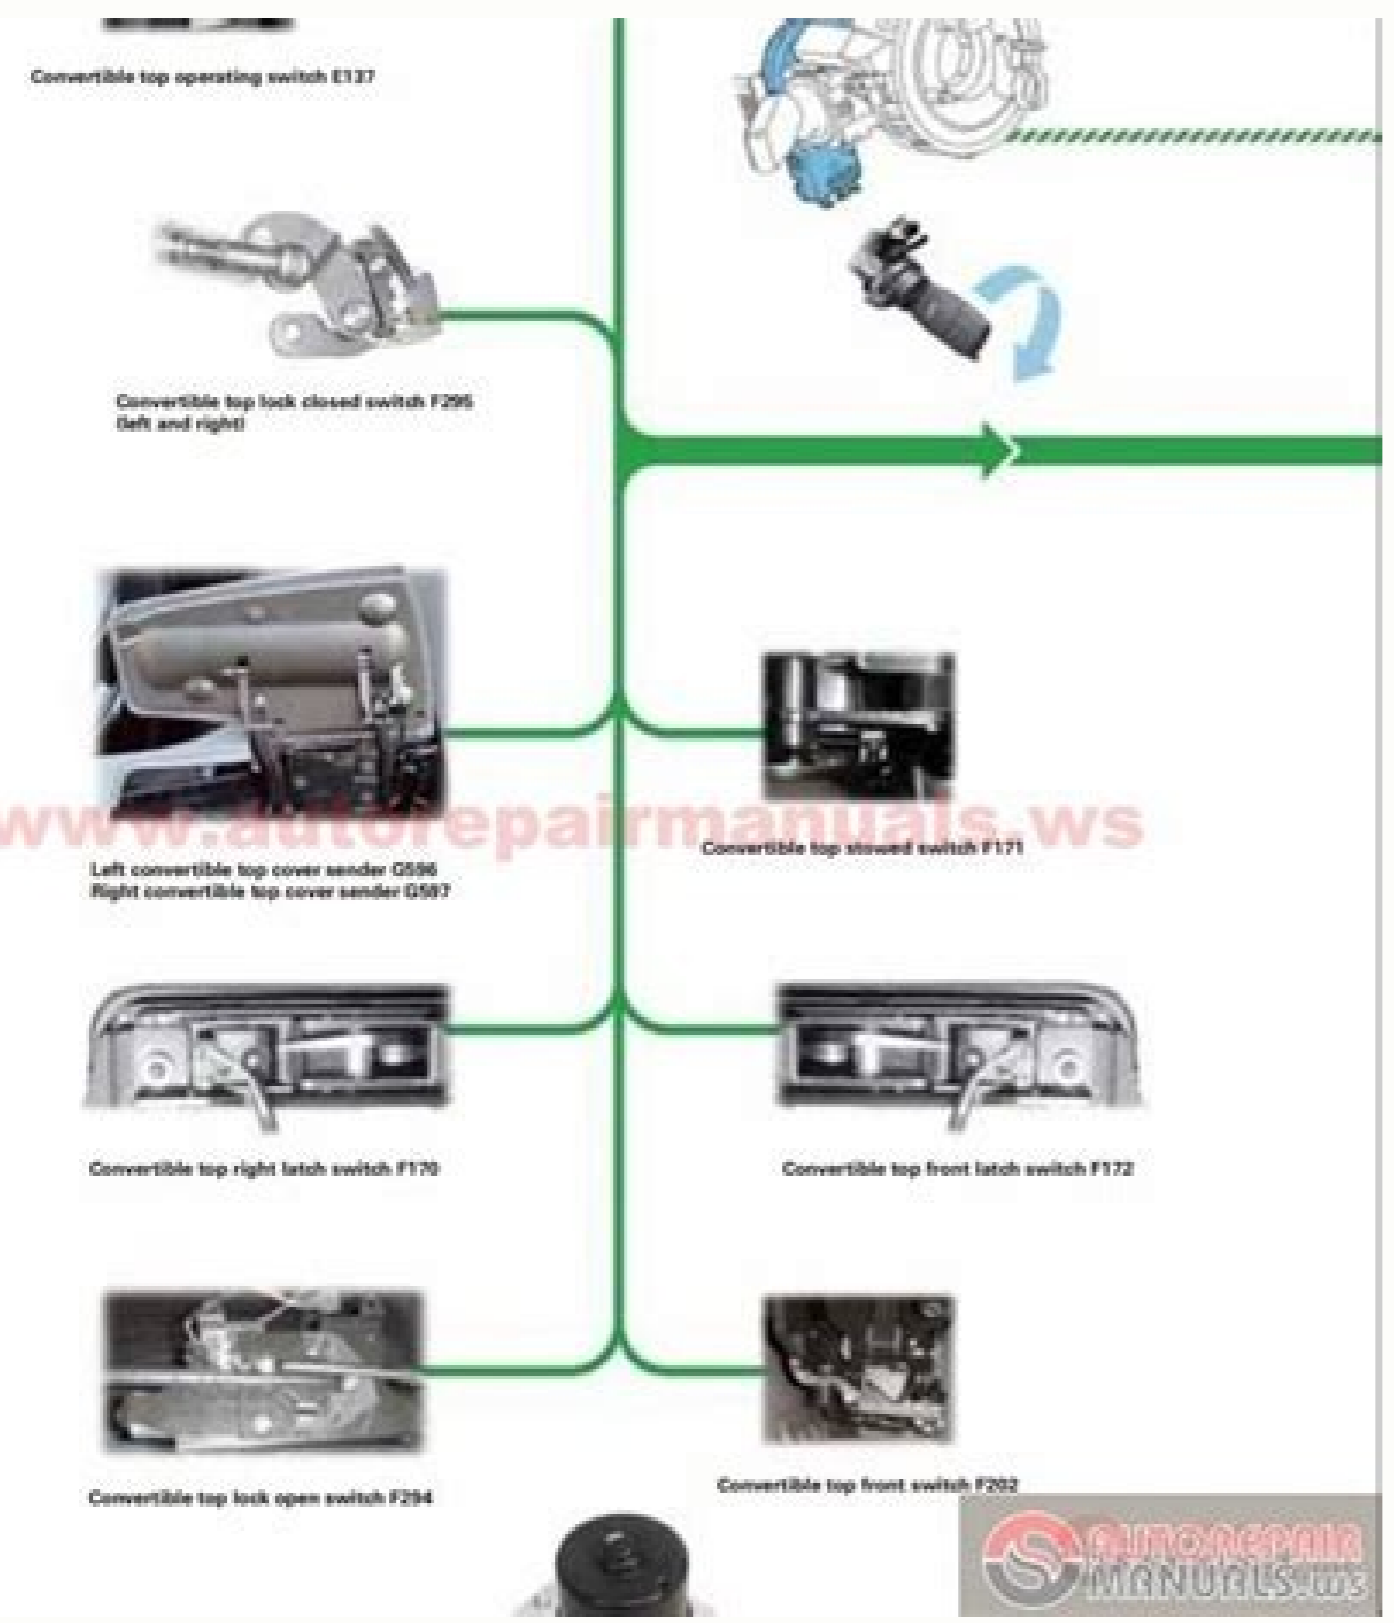 Convertible top operating switch E137
Convertible top lock closed switch F295
(left and right)
www.autorepairmanuals.ws
Convertible top stowed switch F171
Left convertible top cover sender G596
Right convertible top cover sender G597
Convertible top right latch switch F170
Convertible top front latch switch F172
Convertible top front switch F202
Convertible top lock open switch F294
AUTOREPAIR
MANUALS.WS